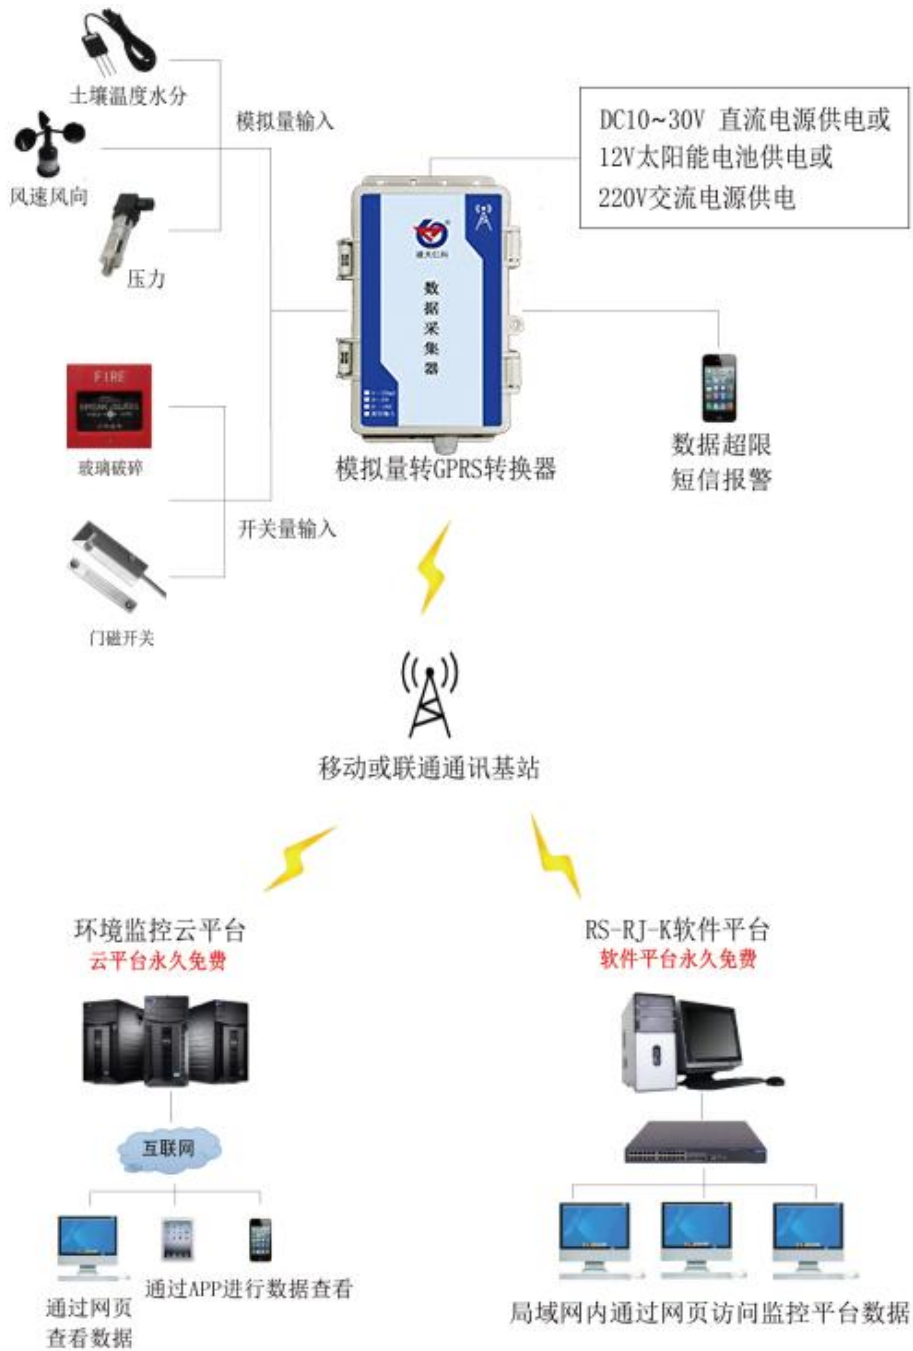 土壤温度水分
模拟量输入
风速风向
压力
DC10~30V 直流电源供电或
12V太阳能电池供电或
220V交流电源供电
建大仁科
数
据
采
集
器
模拟量转GPRS转换器
数据超限
短信报警
FIRE
玻璃破碎
开关量输入
门磁开关
移动或联通通讯基站
环境监控云平台
云平台永久免费
互联网
通过网页
查看数据
通过APP进行数据查看
RS-RJ-K软件平台
软件平台永久免费
局域网内通过网页访问监控平台数据